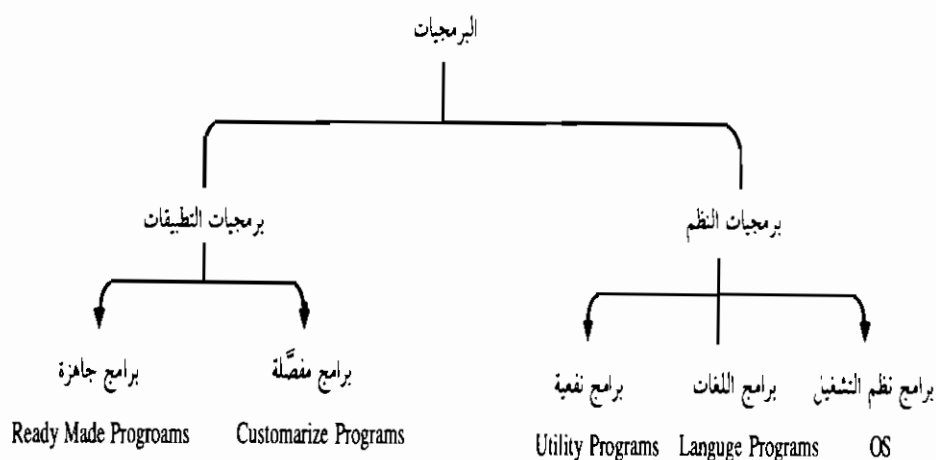 البرمجيات
برمجيات النظم
برمجيات التطبيقات
برامج نظم التشغيل
برامج اللغات
برامج نفعية
برامج مفصَّلة
برامج جاهزة
OS
Languge Programs
Utility Programs
Customarize Programs
Ready Made Progroams